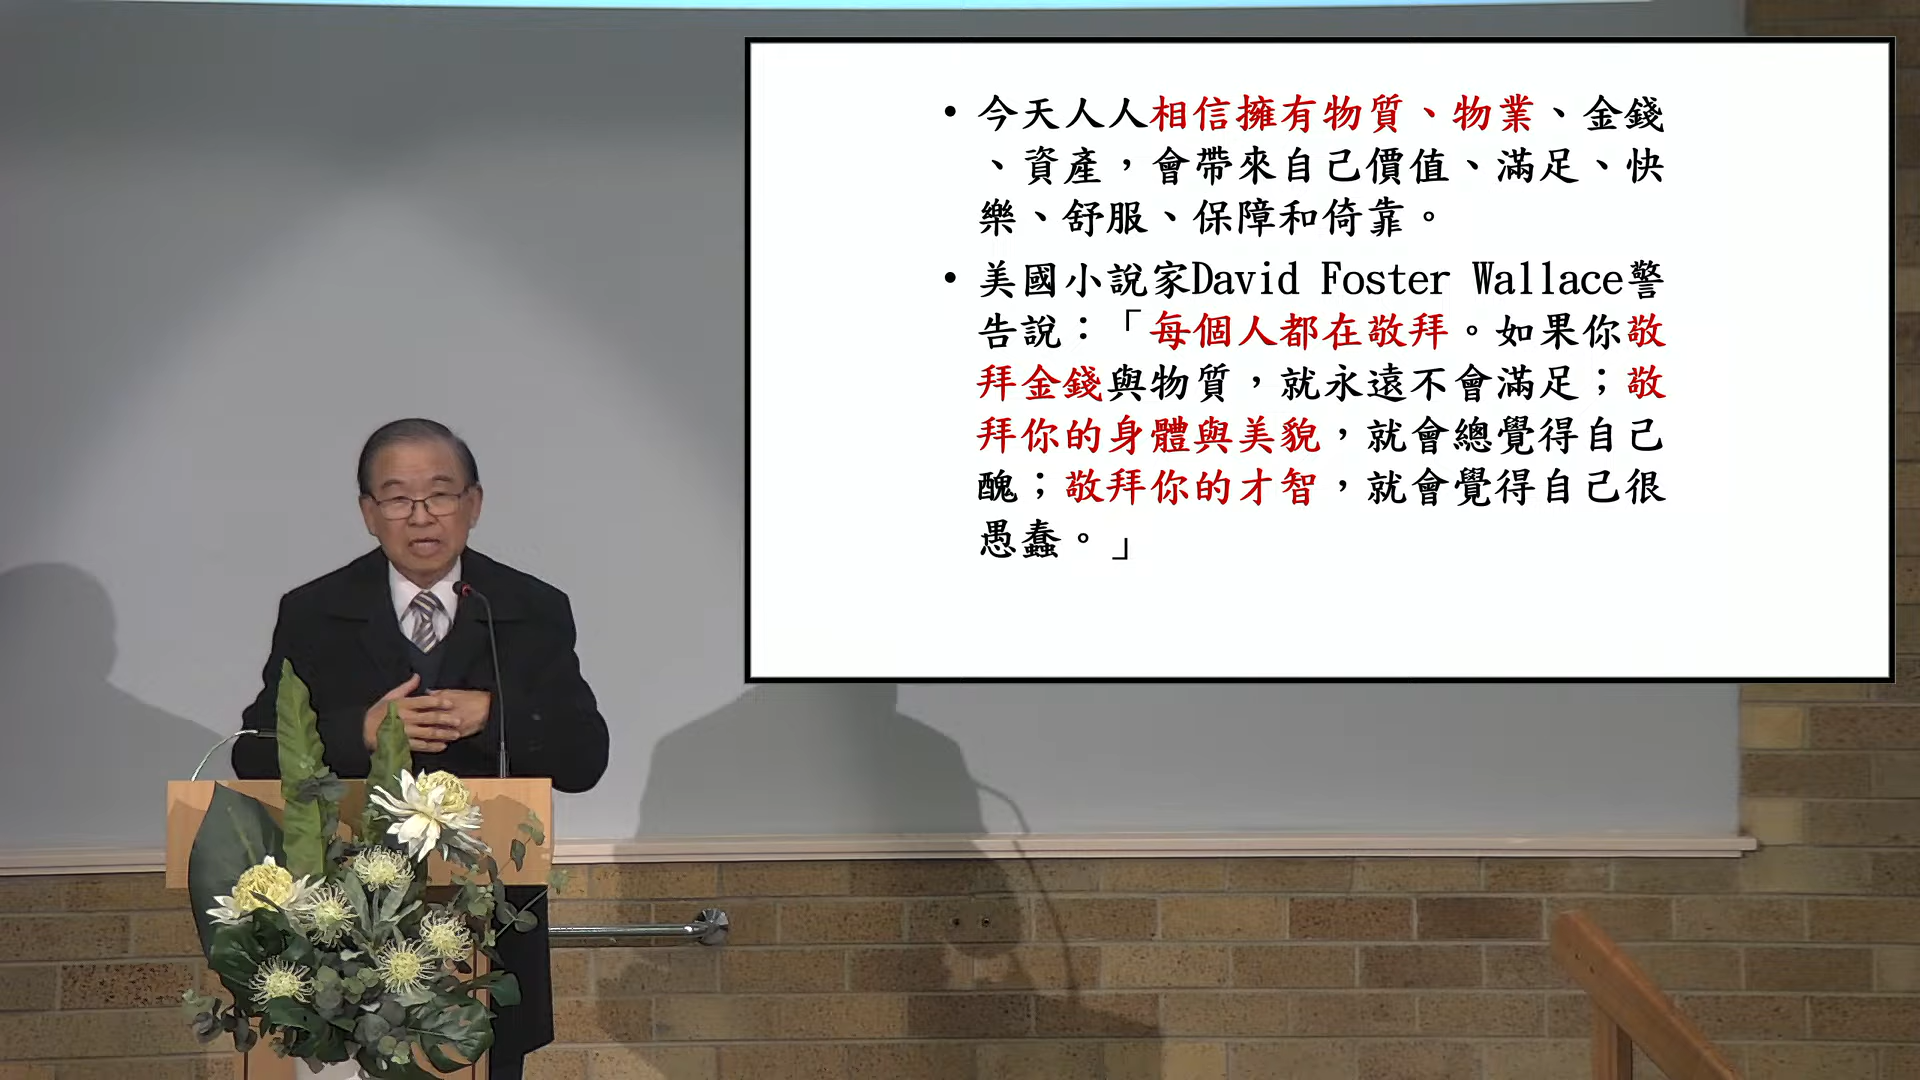 • 今天人人相信擁有物質、物業、金錢
、資產，會帶來自己價值、滿足、快
樂、舒服、保障和倚靠。
• 美國小說家David Foster Wallace警
告說：「每個人都在敬拜。如果你敬
拜金錢與物質，就永遠不會滿足；敬
拜你的身體與美貌，就會總覺得自己
醜；敬拜你的才智，就會覺得自己很
愚蠢。」